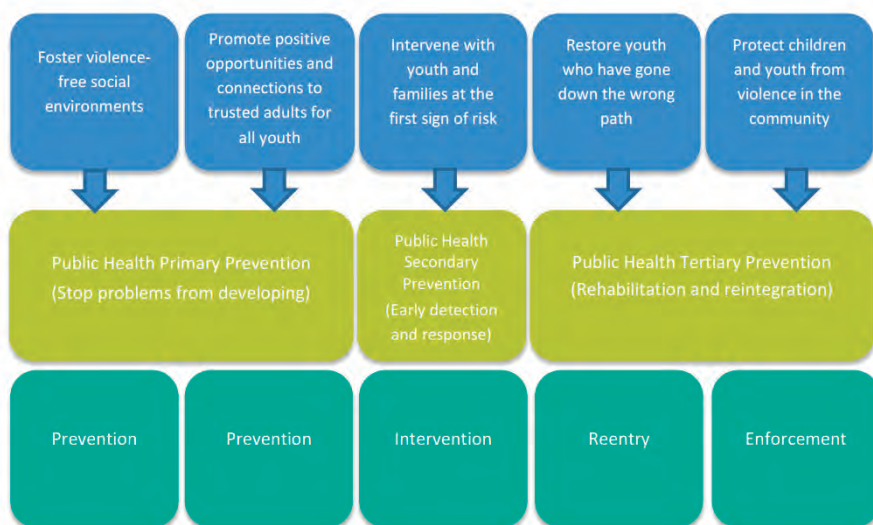 Foster violence-
free social
environments
Promote positive
opportunities and
connections to
trusted adults for
all youth
Intervene with
youth and
families at the
first sign of risk
Restore youth
who have gone
down the wrong
path
Protect children
and youth from
violence in the
community
Public Health Primary Prevention
(Stop problems from developing)
Public Health
Secondary
Prevention
(Early detection
and response)
Public Health Tertiary Prevention
(Rehabilitation and reintegration)
Prevention
Prevention
Intervention
Reentry
Enforcement